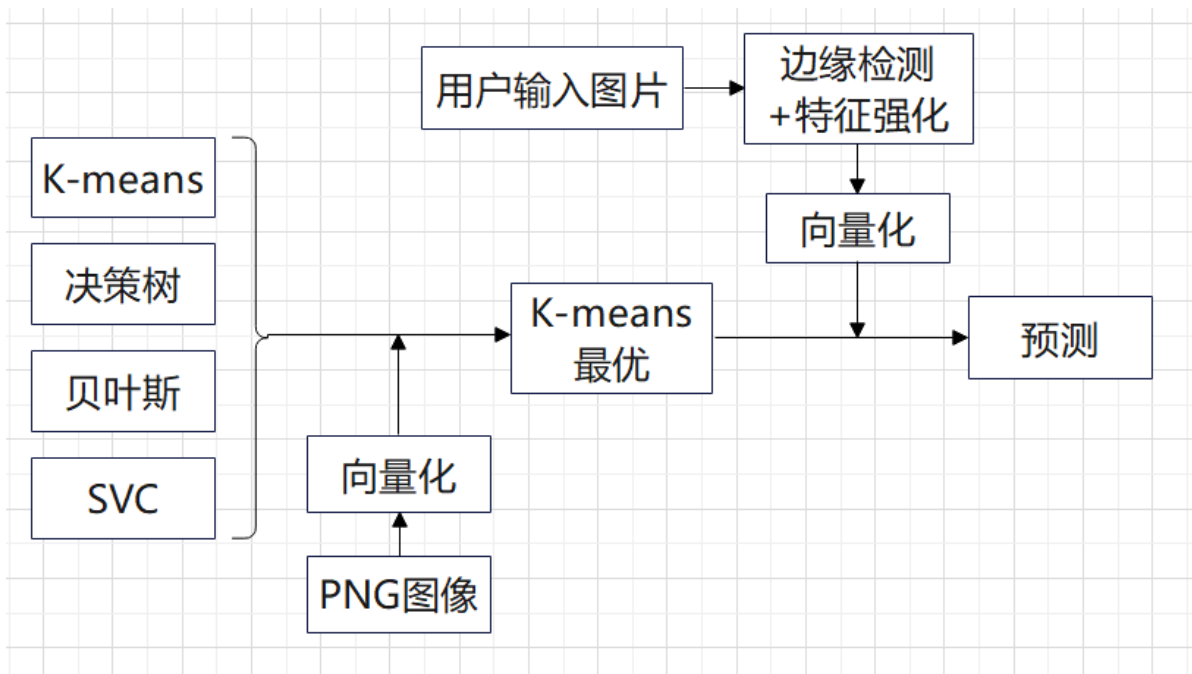 用户输入图片
边缘检测
+特征强化
向量化
K-means
决策树
贝叶斯
SVC
K-means
最优
预测
向量化
PNG图像